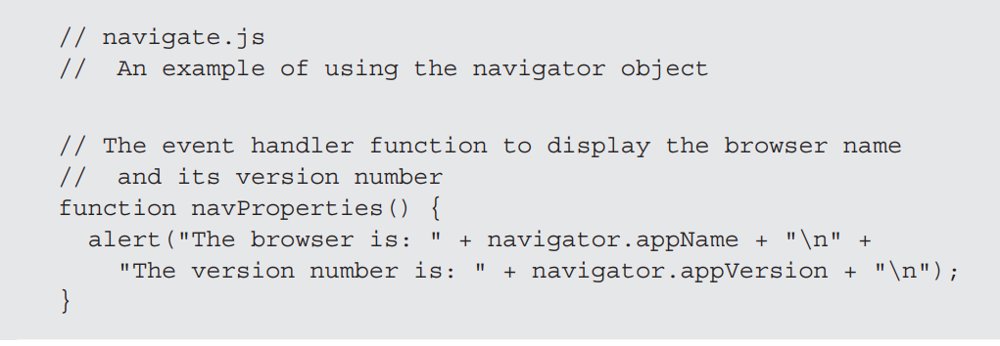 // navigate.js
//  An example of using the navigator object
// The event handler function to display the browser name
//  and its version number
function navProperties() {
  alert("The browser is: " + navigator.appName + "\n" +
    "The version number is: " + navigator.appVersion + "\n");
}